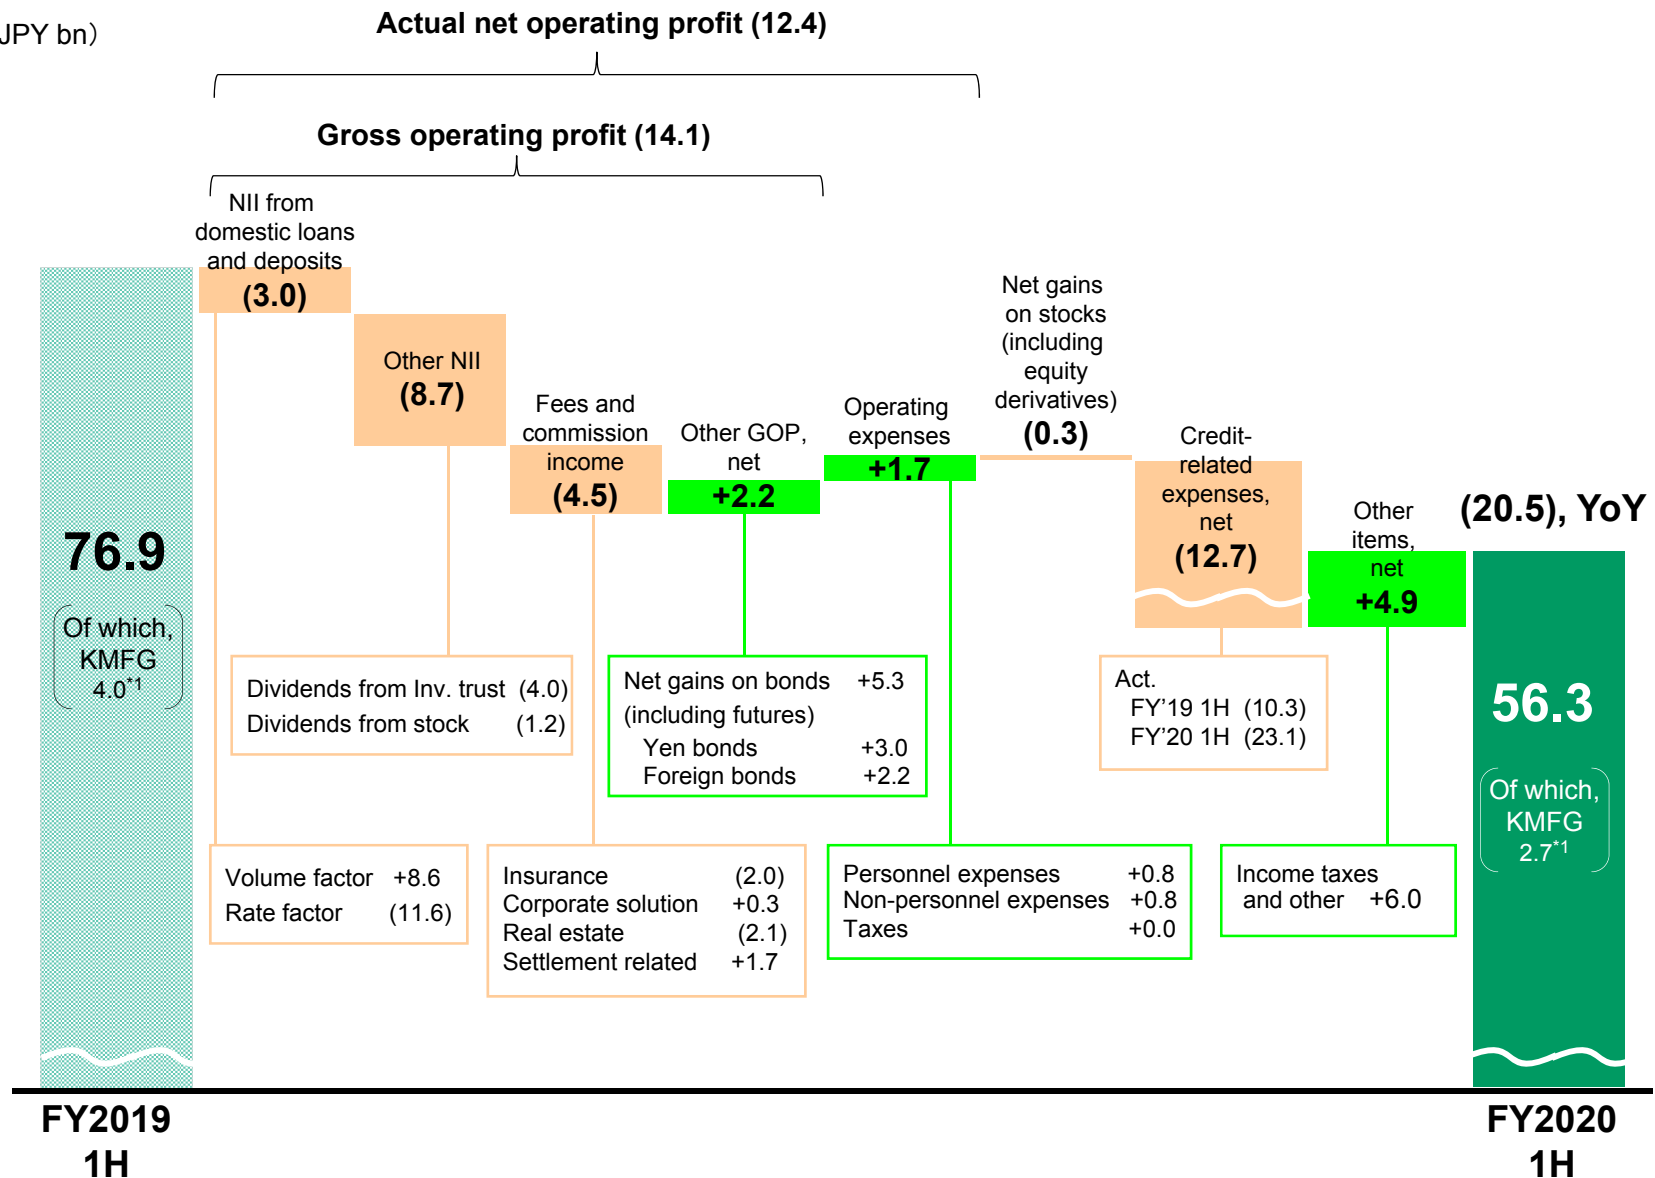 JPY bn）
Actual net operating profit (12.4)
Gross operating profit (14.1)
NII from
domestic loans
and deposits
(3.0)
Other NII
(8.7)
Fees and
commission
income
(4.5)
Other GOP,
net
+2.2
Operating
expenses
+1.7
Net gains
on stocks
(including
equity
derivatives)
(0.3)
Credit-
related
expenses,
net
(12.7)
Other
items,
net
+4.9
(20.5), YoY
76.9
Of which,
KMFG
4.0*1
56.3
Of which,
KMFG
2.7*1
Dividends from Inv. trust (4.0)
Dividends from stock (1.2)
Net gains on bonds +5.3
(including futures)
Yen bonds +3.0
Foreign bonds +2.2
Act.
FY'19 1H (10.3)
FY'20 1H (23.1)
Volume factor +8.6
Rate factor (11.6)
Insurance (2.0)
Corporate solution +0.3
Real estate (2.1)
Settlement related +1.7
Personnel expenses +0.8
Non-personnel expenses +0.8
Taxes +0.0
Income taxes
and other +6.0
FY2019
1H
FY2020
1H